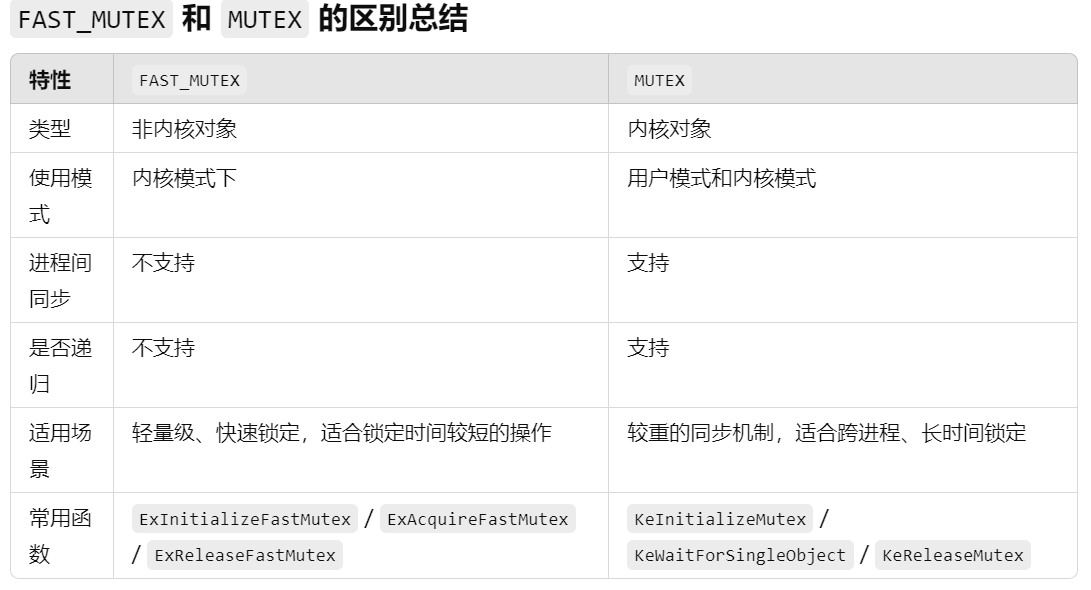 FAST_MUTEX 和 MUTEX 的区别总结
特性 FAST_MUTEX MUTEX
类型 非内核对象 内核对象
使用模 内核模式下 用户模式和内核模式
式
进程间 不支持 支持
同步
是否递 不支持 支持
归
适用场 轻量级、快速锁定，适合锁定时间较短的操作 较重的同步机制，适合跨进程、长时间锁定
景
常用函 ExInitializeFastMutex / ExAcquireFastMutex KeInitializeMutex /
数 / ExReleaseFastMutex KeWaitForSingleObject / KeReleaseMutex